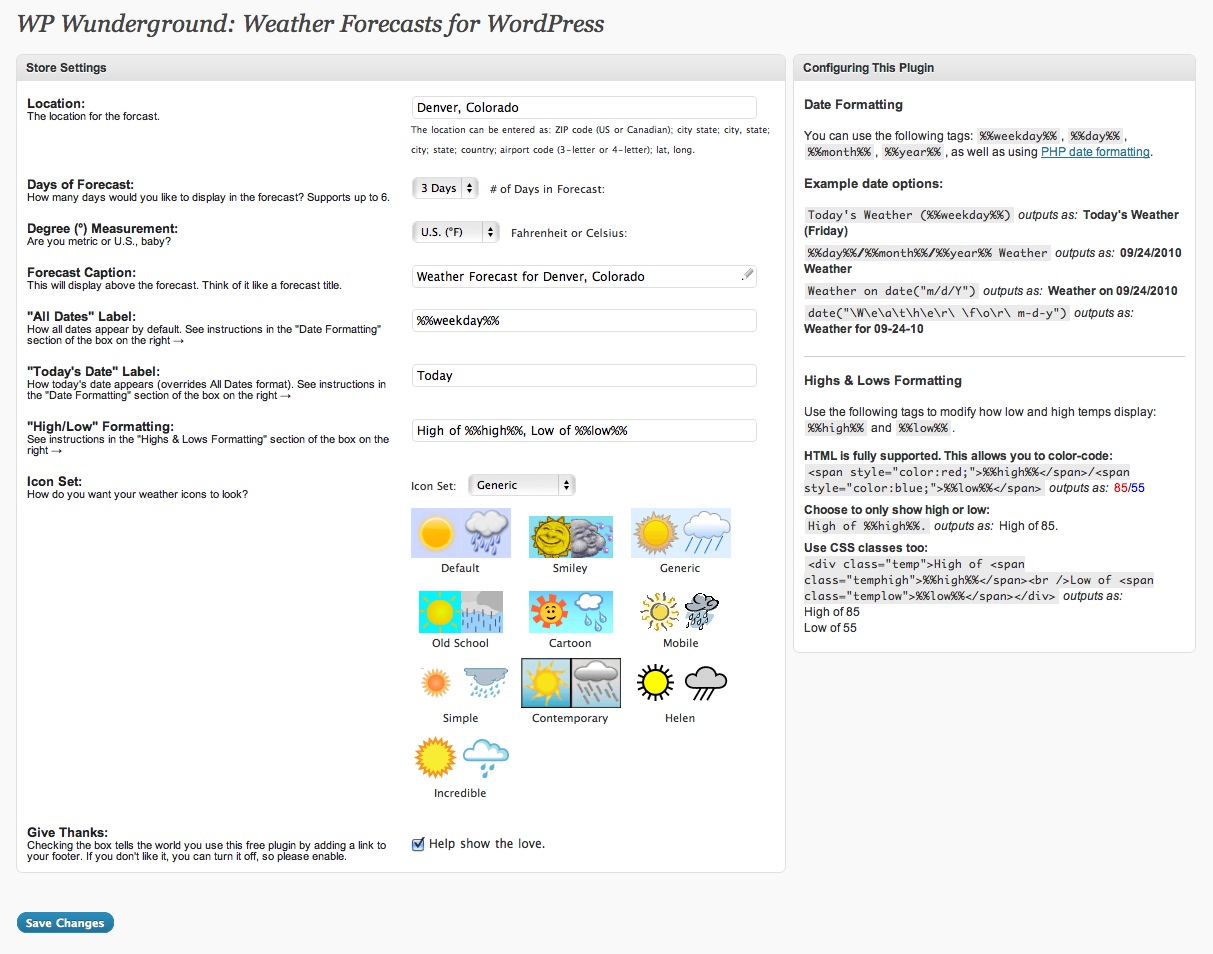 WP Wunderground: Weather Forecasts for WordPress
Store Settings
Location:
The location for the forcast.
Denver, Colorado
The location can be entered as: ZIP code (US or Canadian); city state; city, state;
city; state; country; airport code (3-letter or 4-letter); lat, long.
Days of Forecast:
How many days would you like to display in the forecast? Supports up to 6.
3 Days # of Days in Forecast:
Degree (°) Measurement:
Are you metric or U.S., baby?
U.S. (°F) Fahrenheit or Celsius:
Forecast Caption:
This will display above the forecast. Think of it like a forecast title.
Weather Forecast for Denver, Colorado
"All Dates" Label:
How all dates appear by default. See instructions in the "Date Formatting"
section of the box on the right →
%%weekday%%
"Today's Date" Label:
How today's date appears (overrides All Dates format). See instructions in
the "Date Formatting" section of the box on the right →
Today
"High/Low" Formatting:
See instructions in the "Highs & Lows Formatting" section of the box on the
right →
High of %%high%%, Low of %%low%%
Icon Set:
How do you want your weather icons to look?
Icon Set: Generic
Default Smiley Generic
Old School Cartoon Mobile
Simple Contemporary Helen
Incredible
Give Thanks:
Checking the box tells the world you use this free plugin by adding a link to
your footer. If you don't like it, you can turn it off, so please enable.
Help show the love.
Save Changes
Configuring This Plugin
Date Formatting
You can use the following tags: %%weekday%% , %%day%% ,
%%month%% , %%year%% , as well as using PHP date formatting.
Example date options:
Today's Weather (%%weekday%%) outputs as: Today's Weather
(Friday)
%%day%%/%%month%%/%%year%% Weather outputs as: 09/24/2010
Weather
Weather on date("m/d/Y") outputs as: Weather on 09/24/2010
date("\W\e\a\t\h\e\r\ \f\o\r\ m-d-y") outputs as:
Weather for 09-24-10
Highs & Lows Formatting
Use the following tags to modify how low and high temps display:
%%high%% and %%low%% .
HTML is fully supported. This allows you to color-code:
<span style="color:red;">%%high%%</span>/<span
style="color:blue;">%%low%%</span> outputs as: 85/55
Choose to only show high or low:
High of %%high%%. outputs as: High of 85.
Use CSS classes too:
<div class="temp">High of <span
class="temphigh">%%high%%</span><br />Low of <span
class="templow">%%low%%</span></div> outputs as:
High of 85
Low of 55